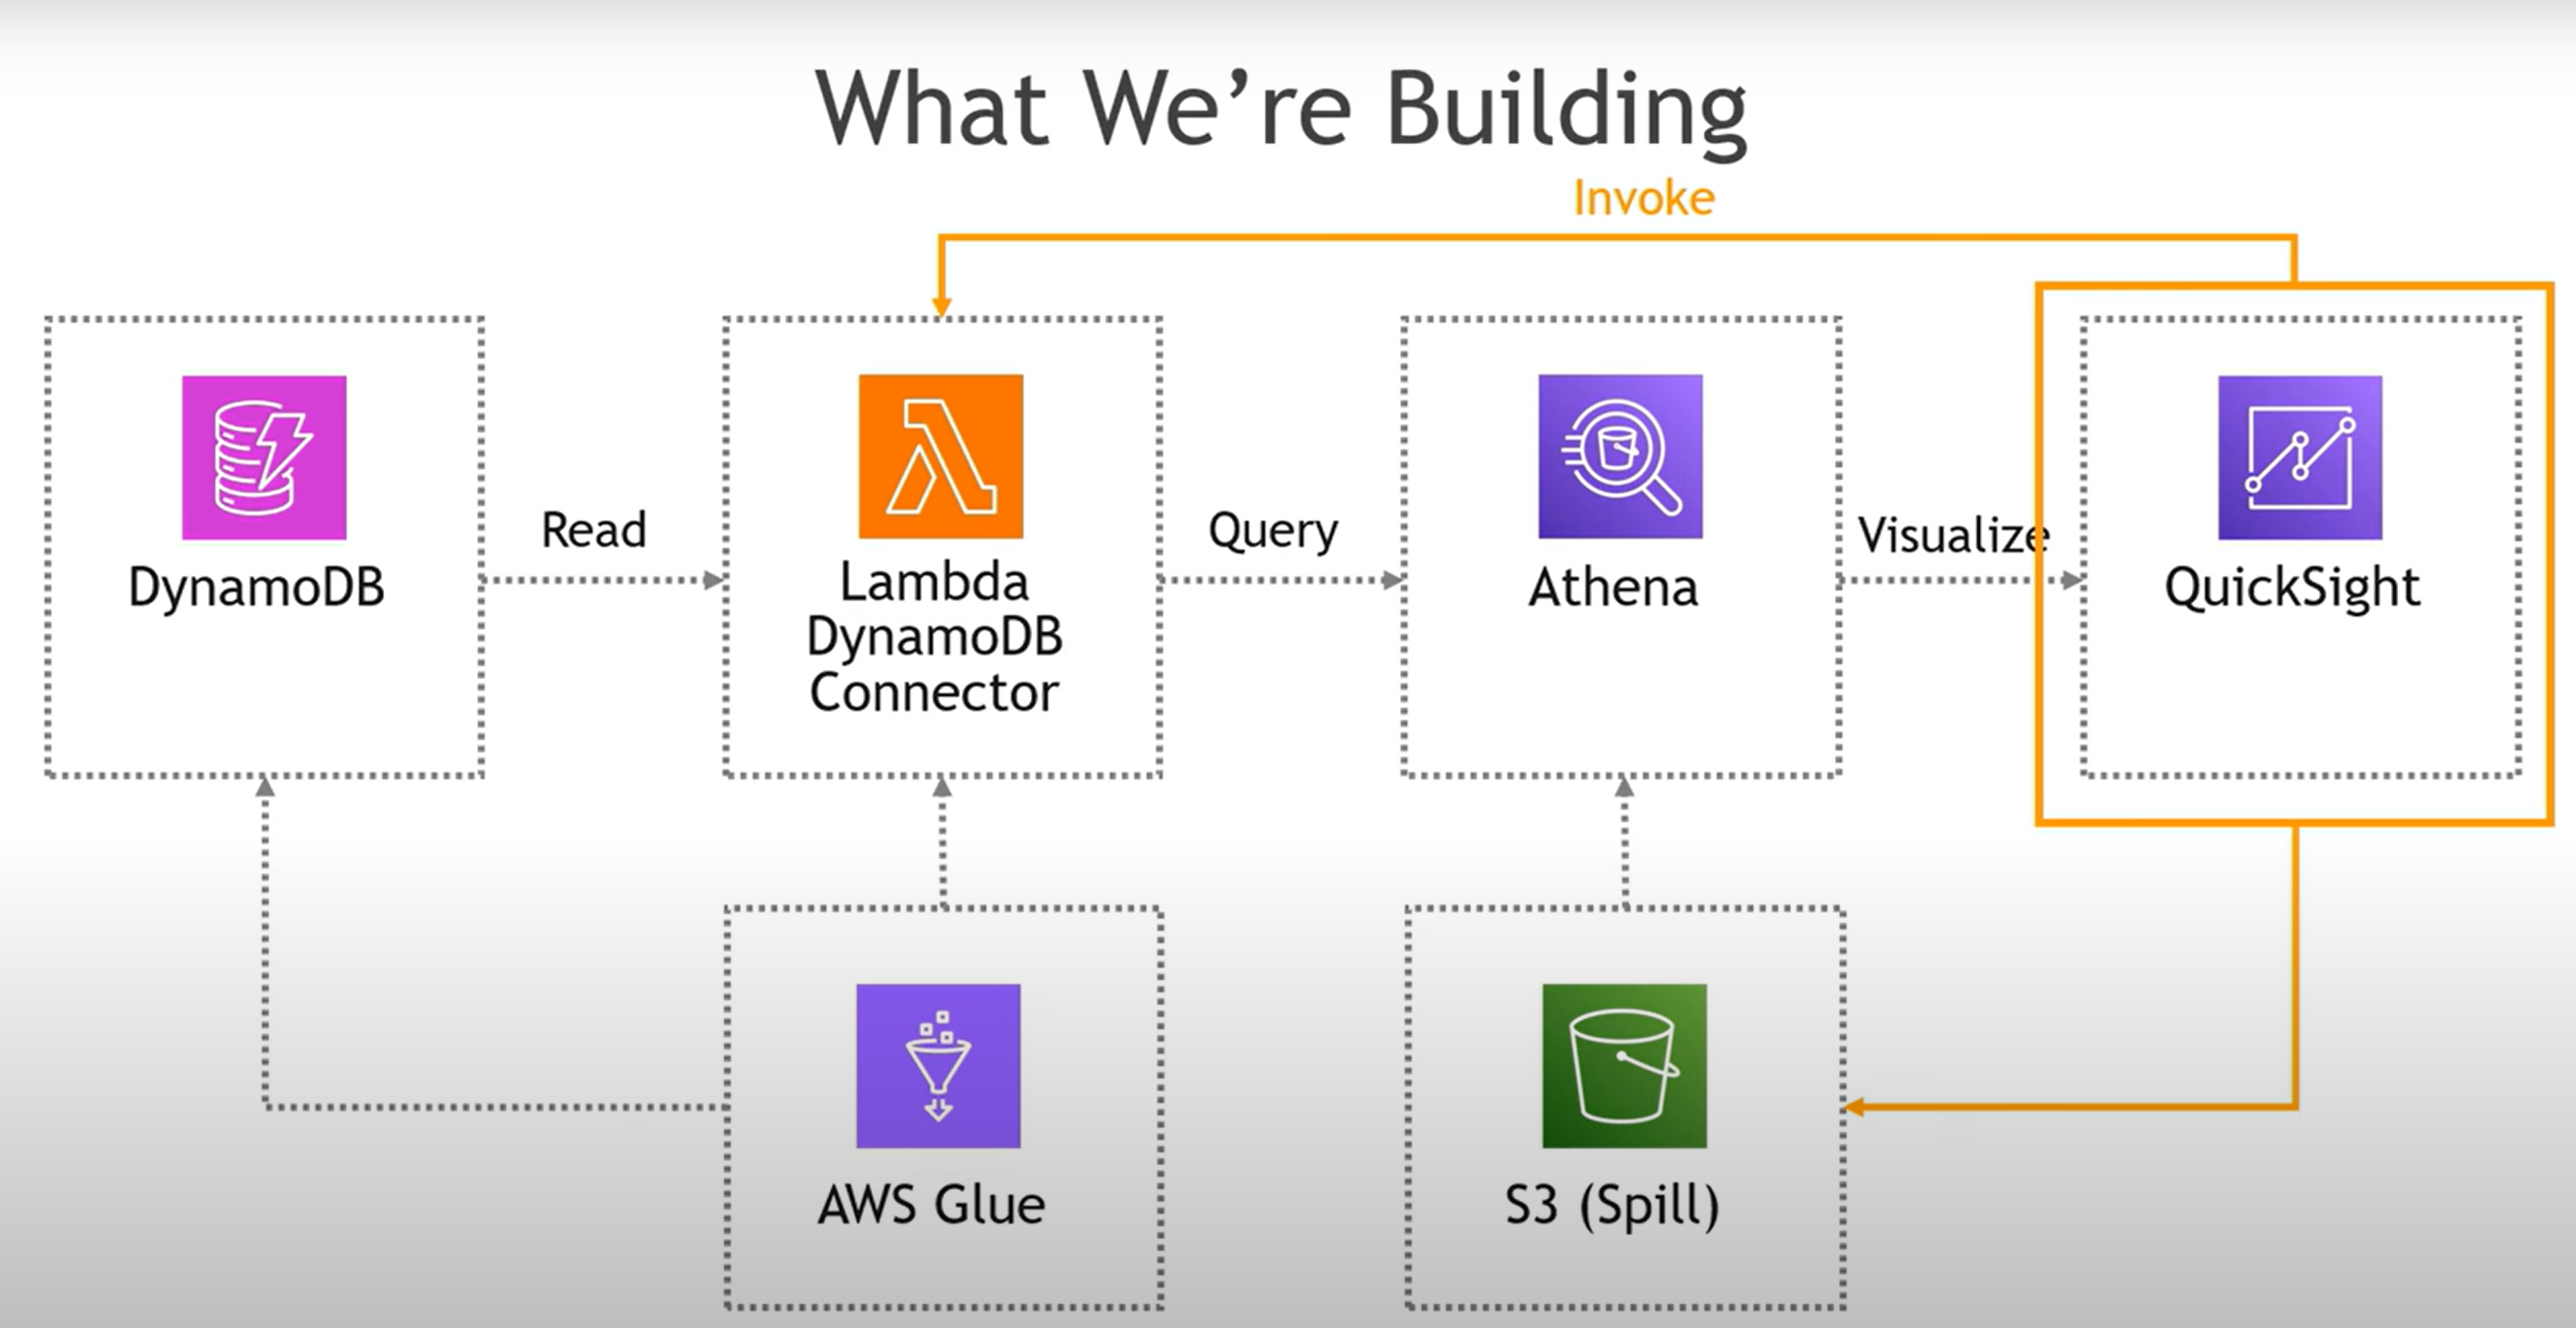 What We’re Building
Invoke
DynamoDB
Read
Lambda
DynamoDB
Connector
Query
Athena
Visualize
QuickSight
AWS Glue
S3 (Spill)